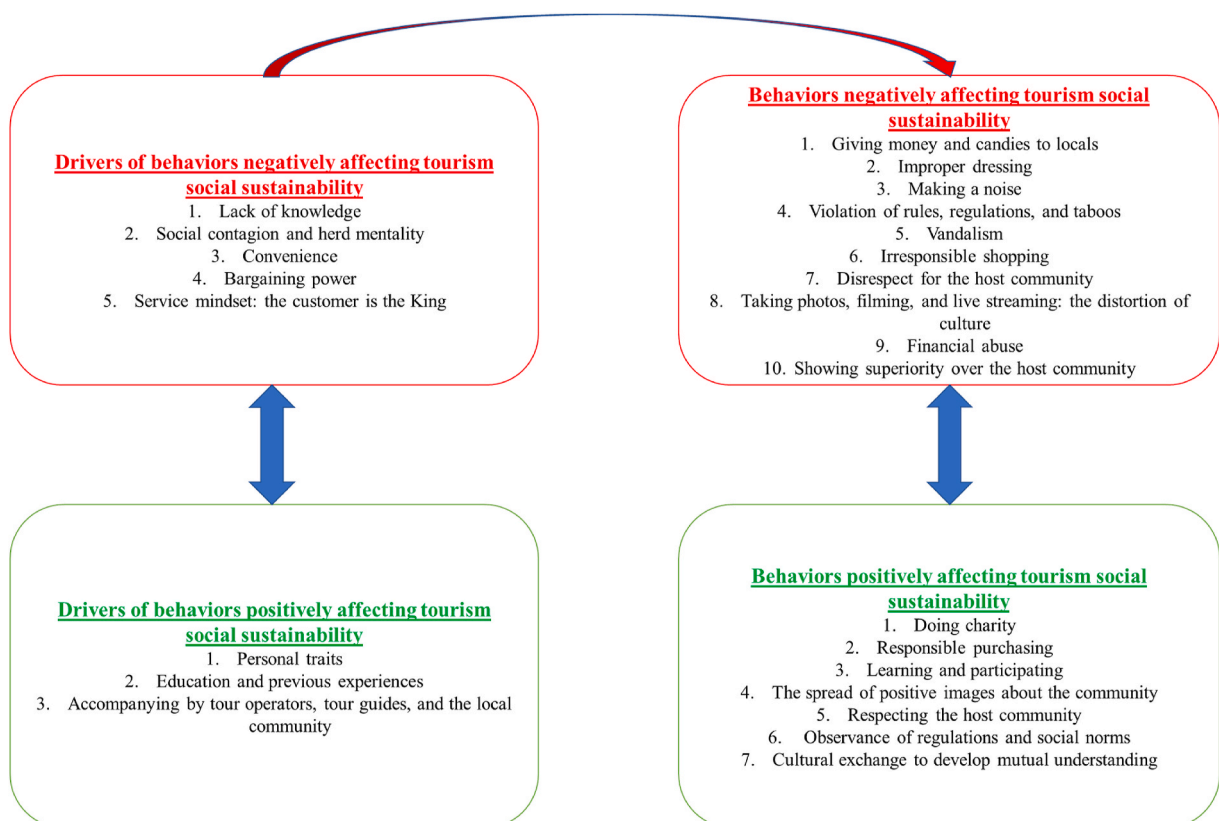 Drivers of behaviors negatively affecting tourism
social sustainability
1. Lack of knowledge
2. Social contagion and herd mentality
3. Convenience
4. Bargaining power
5. Service mindset: the customer is the King
Behaviors negatively affecting tourism social
sustainability
1. Giving money and candies to locals
2. Improper dressing
3. Making a noise
4. Violation of rules, regulations, and taboos
5. Vandalism
6. Irresponsible shopping
7. Disrespect for the host community
8. Taking photos, filming, and live streaming: the distortion of
culture
9. Financial abuse
10. Showing superiority over the host community
Drivers of behaviors positively affecting tourism
social sustainability
1. Personal traits
2. Education and previous experiences
3. Accompanying by tour operators, tour guides, and the local
community
Behaviors positively affecting tourism social
sustainability
1. Doing charity
2. Responsible purchasing
3. Learning and participating
4. The spread of positive images about the community
5. Respecting the host community
6. Observance of regulations and social norms
7. Cultural exchange to develop mutual understanding